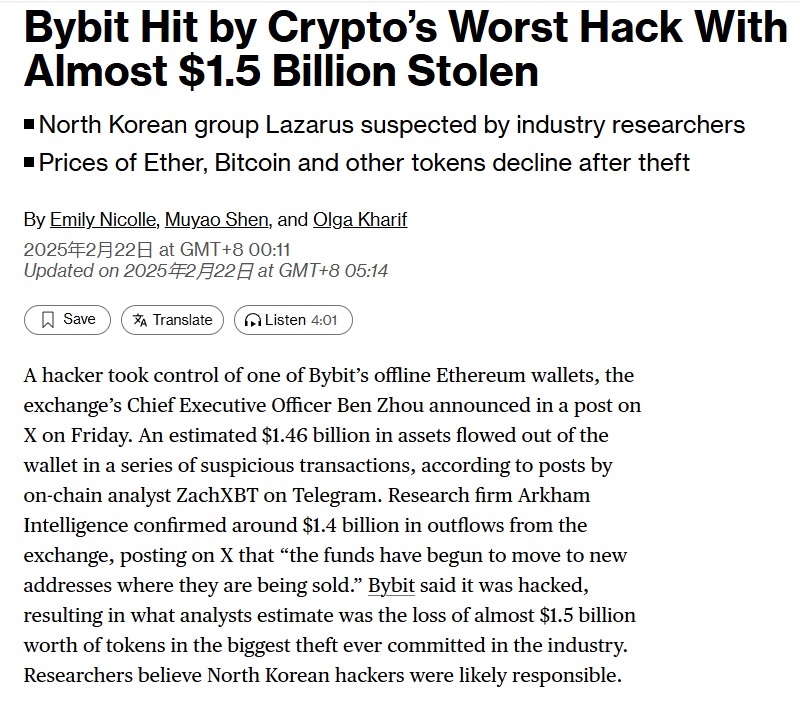 Bybit Hit by Crypto’s Worst Hack With
Almost $1.5 Billion Stolen
■ North Korean group Lazarus suspected by industry researchers
■ Prices of Ether, Bitcoin and other tokens decline after theft
By Emily Nicolle, Muyao Shen, and Olga Kharif
2025年2月22日 at GMT+8 00:11
Updated on 2025年2月22日 at GMT+8 05:14
Save Translate Listen 4:01
A hacker took control of one of Bybit’s offline Ethereum wallets, the
exchange’s Chief Executive Officer Ben Zhou announced in a post on
X on Friday. An estimated $1.46 billion in assets flowed out of the
wallet in a series of suspicious transactions, according to posts by
on-chain analyst ZachXBT on Telegram. Research firm Arkham
Intelligence confirmed around $1.4 billion in outflows from the
exchange, posting on X that “the funds have begun to move to new
addresses where they are being sold.” Bybit said it was hacked,
resulting in what analysts estimate was the loss of almost $1.5 billion
worth of tokens in the biggest theft ever committed in the industry.
Researchers believe North Korean hackers were likely responsible.